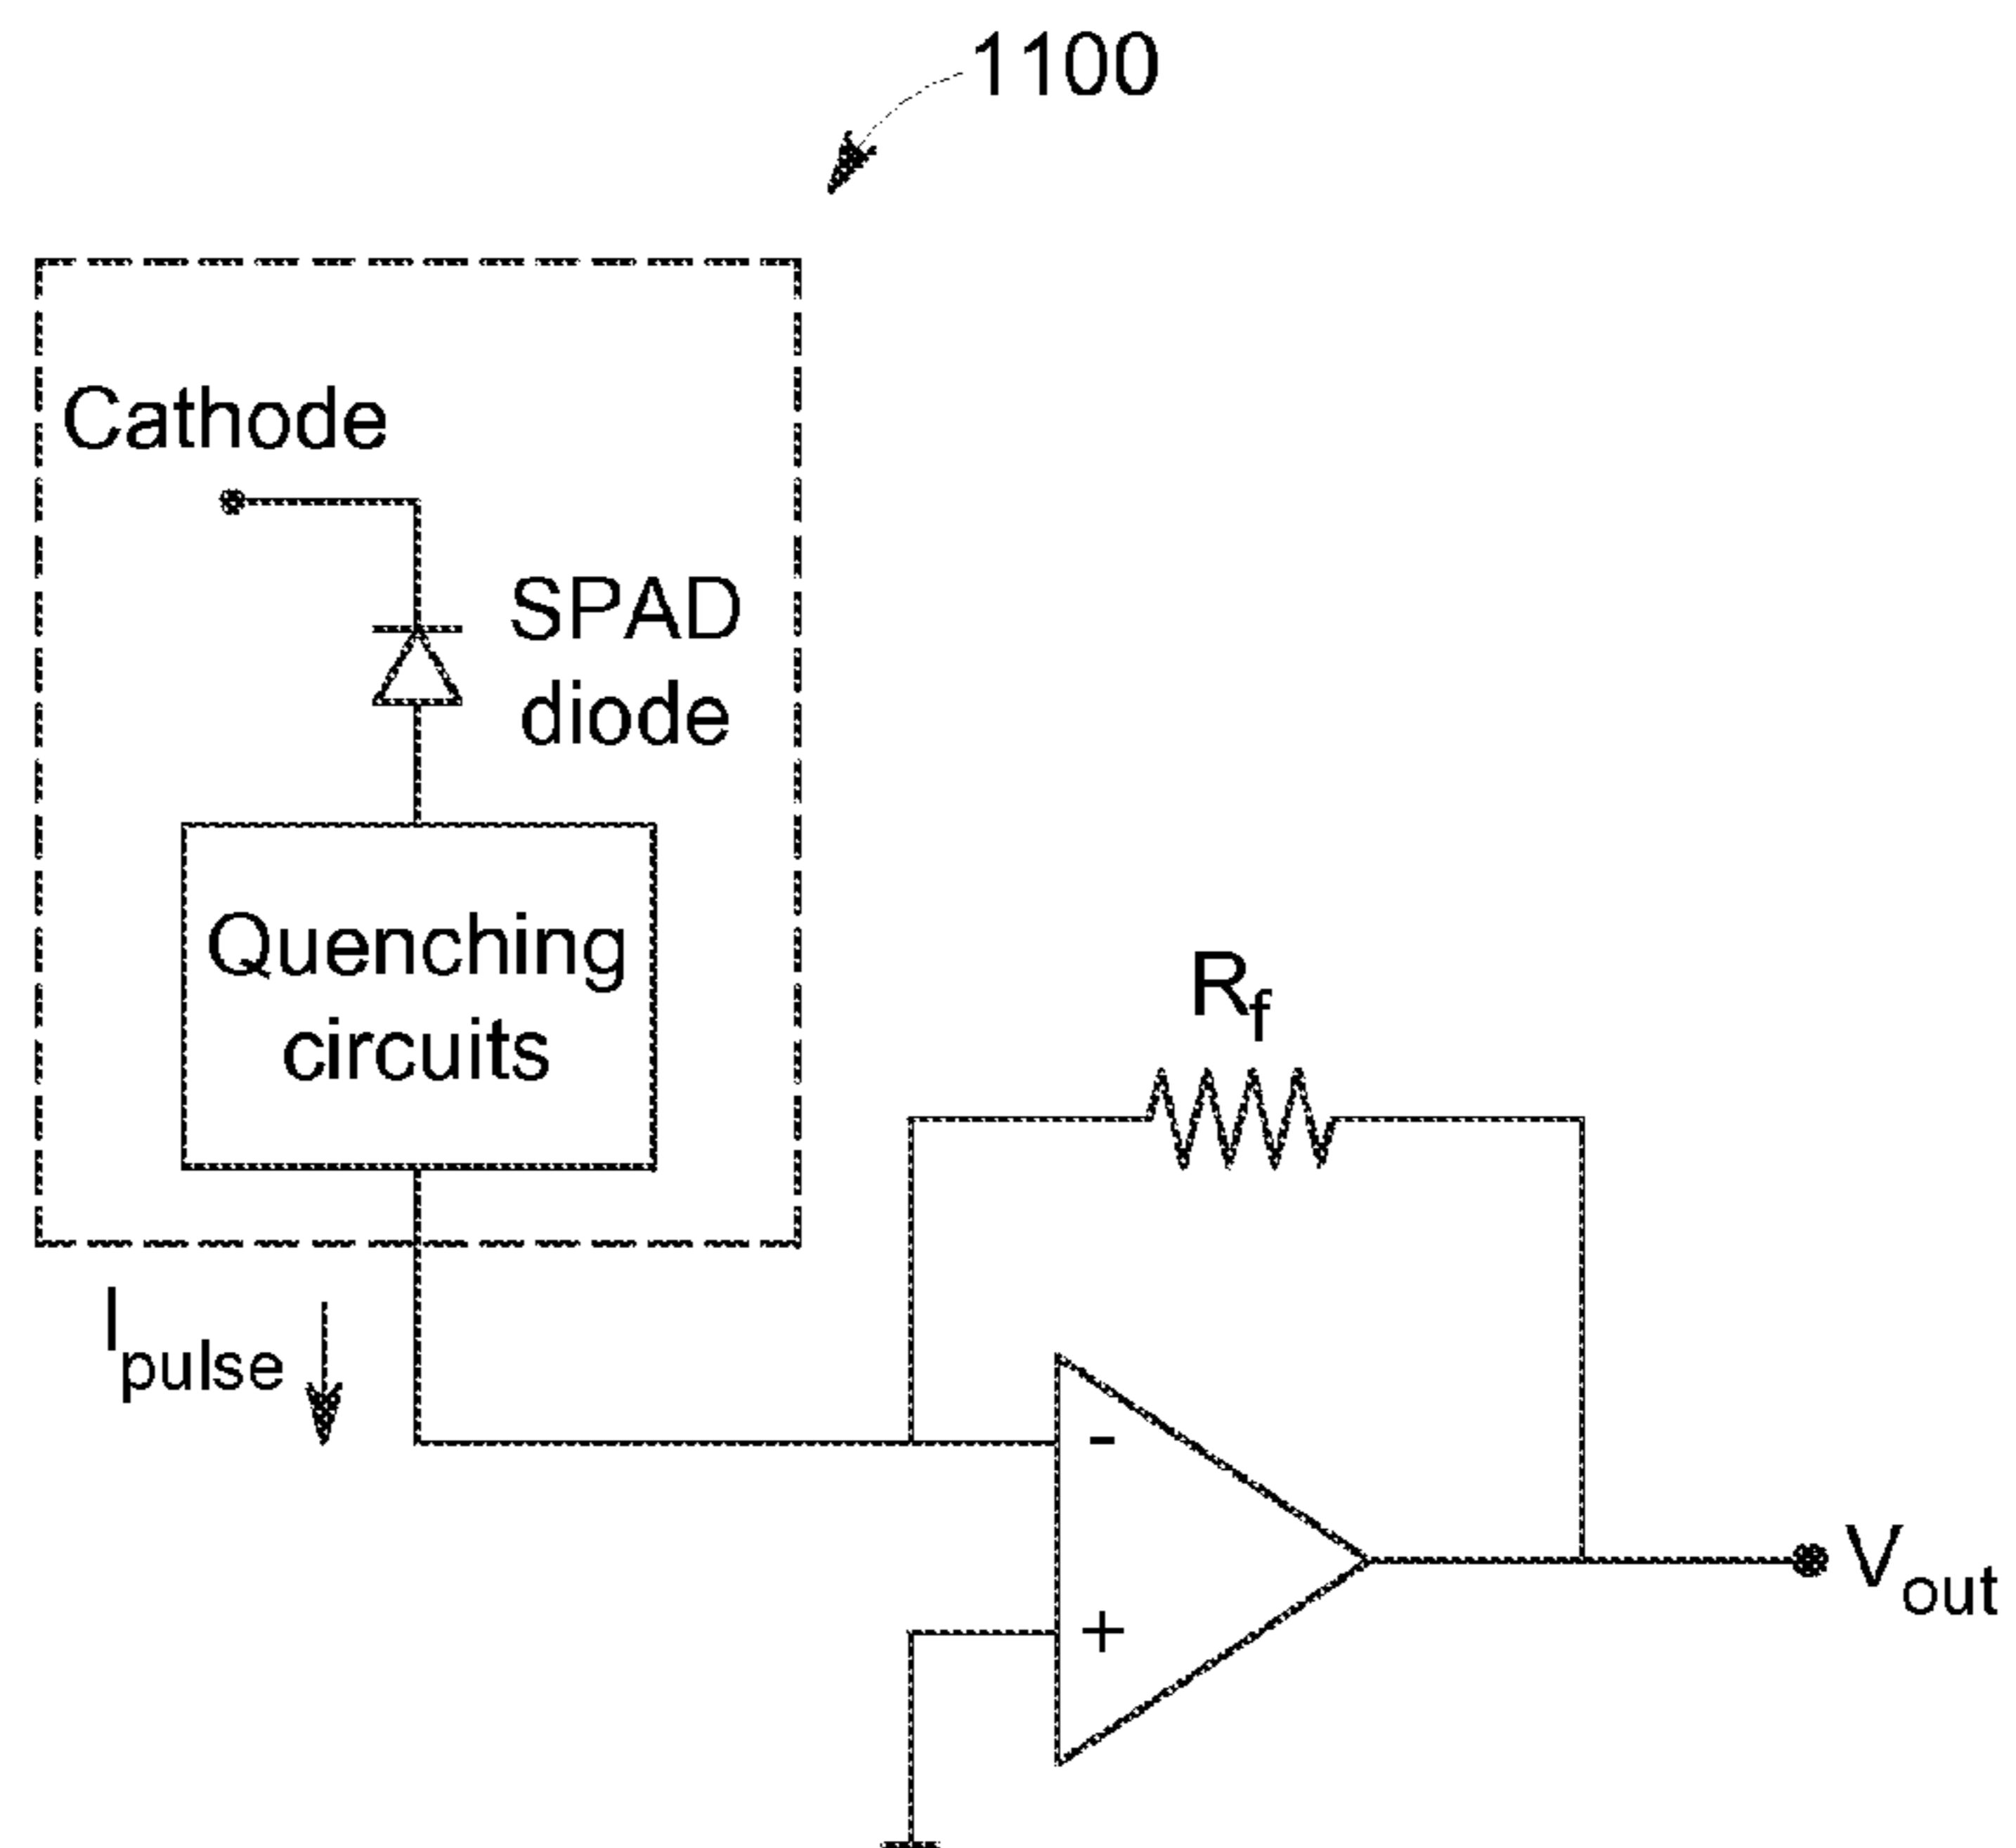 1100
Cathode
SPAD
diode
Quenching
circuits
Rf
Ipulse
-
+
Vout